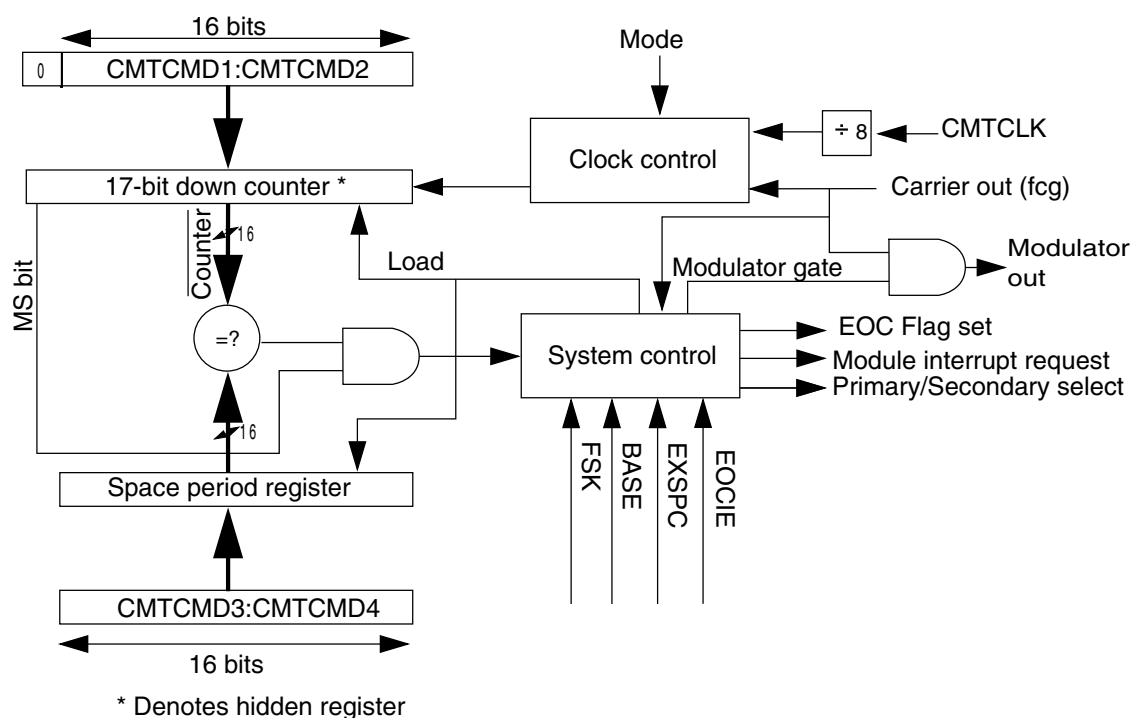 16 bits
Mode
0
CMTCMD1:CMTCMD2
÷ 8
CMTCLK
Clock control
17-bit down counter *
Carrier out (fcg)
MS bit
Counter
16
Load
Modulator gate
Modulator
out
=?
System control
EOC Flag set
Module interrupt request
Primary/Secondary select
16
FSK
BASE
EXSPC
EOCIE
Space period register
CMTCMD3:CMTCMD4
16 bits
* Denotes hidden register